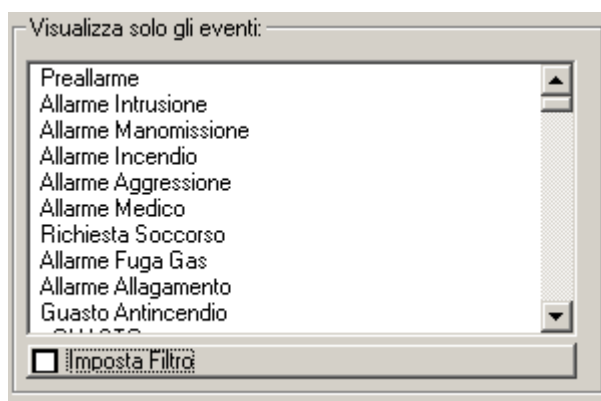 Visualizza solo gli eventi:
Preallarme
Allarme Intrusione
Allarme Manomissione
Allarme Incendio
Allarme Aggressione
Allarme Medico
Richiesta Soccorso
Allarme Fuga Gas
Allarme Allagamento
Guasto Antincendio
Imposta Filtro